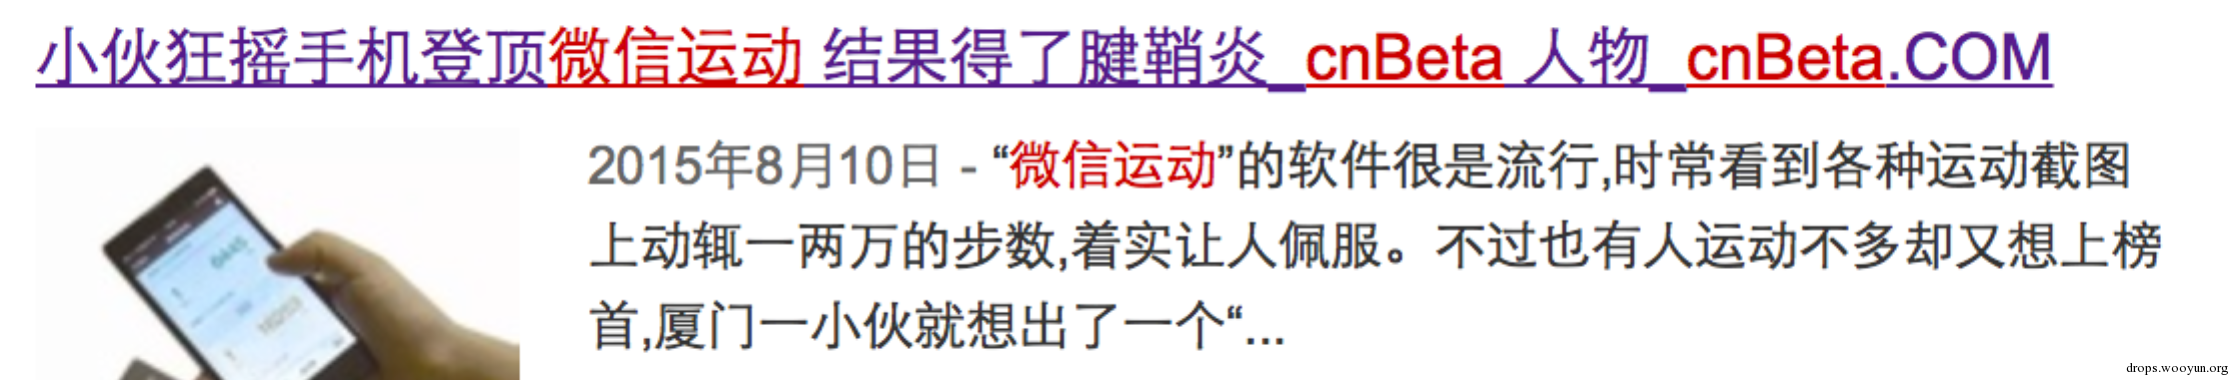 小伙狂摇手机登顶微信运动 结果得了腱鞘炎_cnBeta 人物_cnBeta.COM
2015年8月10日 - “微信运动”的软件很是流行,时常看到各种运动截图
上动辄一两万的步数,着实让人佩服。不过也有人运动不多却又想上榜
首,厦门一小伙就想出了一个“...
drops.wooyun.org